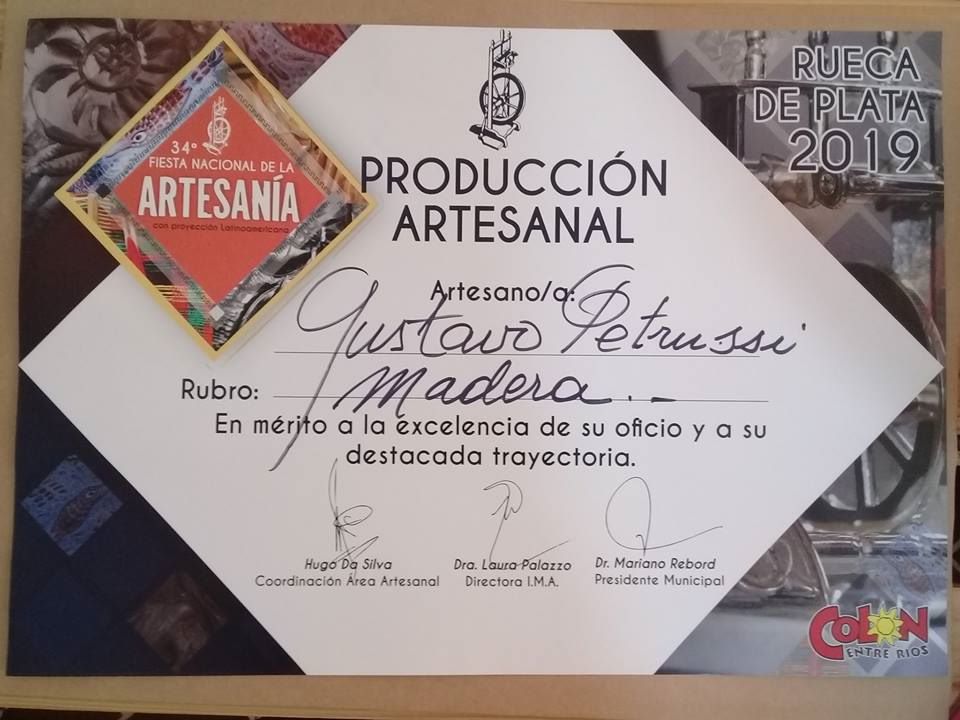 34° 
FIESTA NACIONAL DE LA
ARTESANÍA
con proyección Latinoamericana
RUECA
DE PLATA
2019
PRODUCCIÓN
ARTESANAL
Artesano/a:
Gustavo Petrussi
Rubro: Madera..-
En mérito a la excelencia de su oficio y a su
destacada trayectoria.
Hugo Da Silva
Coordinación Área Artesanal
Dra. Laura Palazzo
Directora I.M.A.
Dr. Mariano Rebord
Presidente Municipal
COLON
ENTRE RIOS